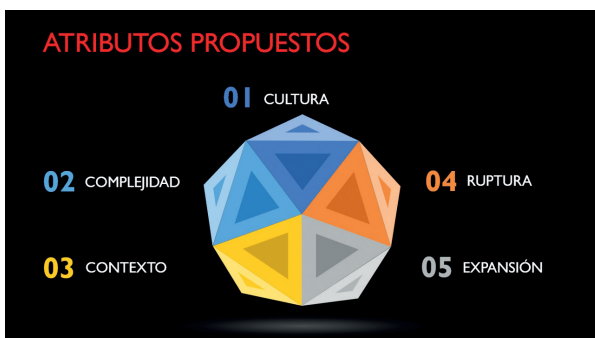 ATRIBUTOS PROPUESTOS
01 CULTURA
02 COMPLEJIDAD
04 RUPTURA
03 CONTEXTO
05 EXPANSIÓN